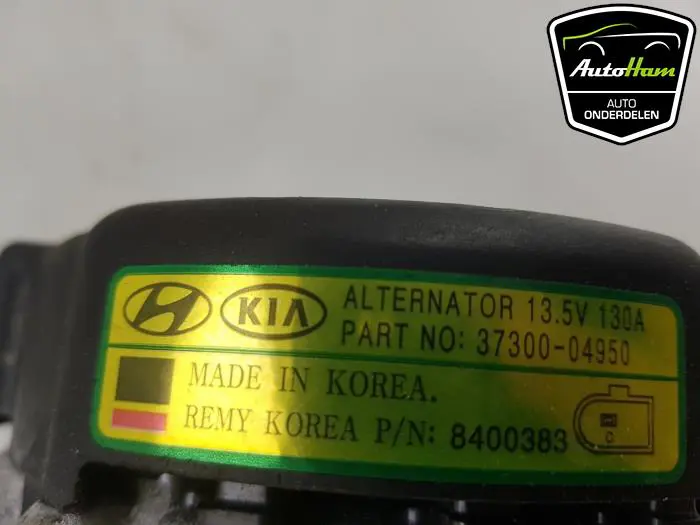 AutoHam
AUTO
ONDERDELEN
KIA ALTERNATOR 13.5V 130A
PART NO: 37300-04950
MADE IN KOREA.
REMY KOREA P/N: 8400383